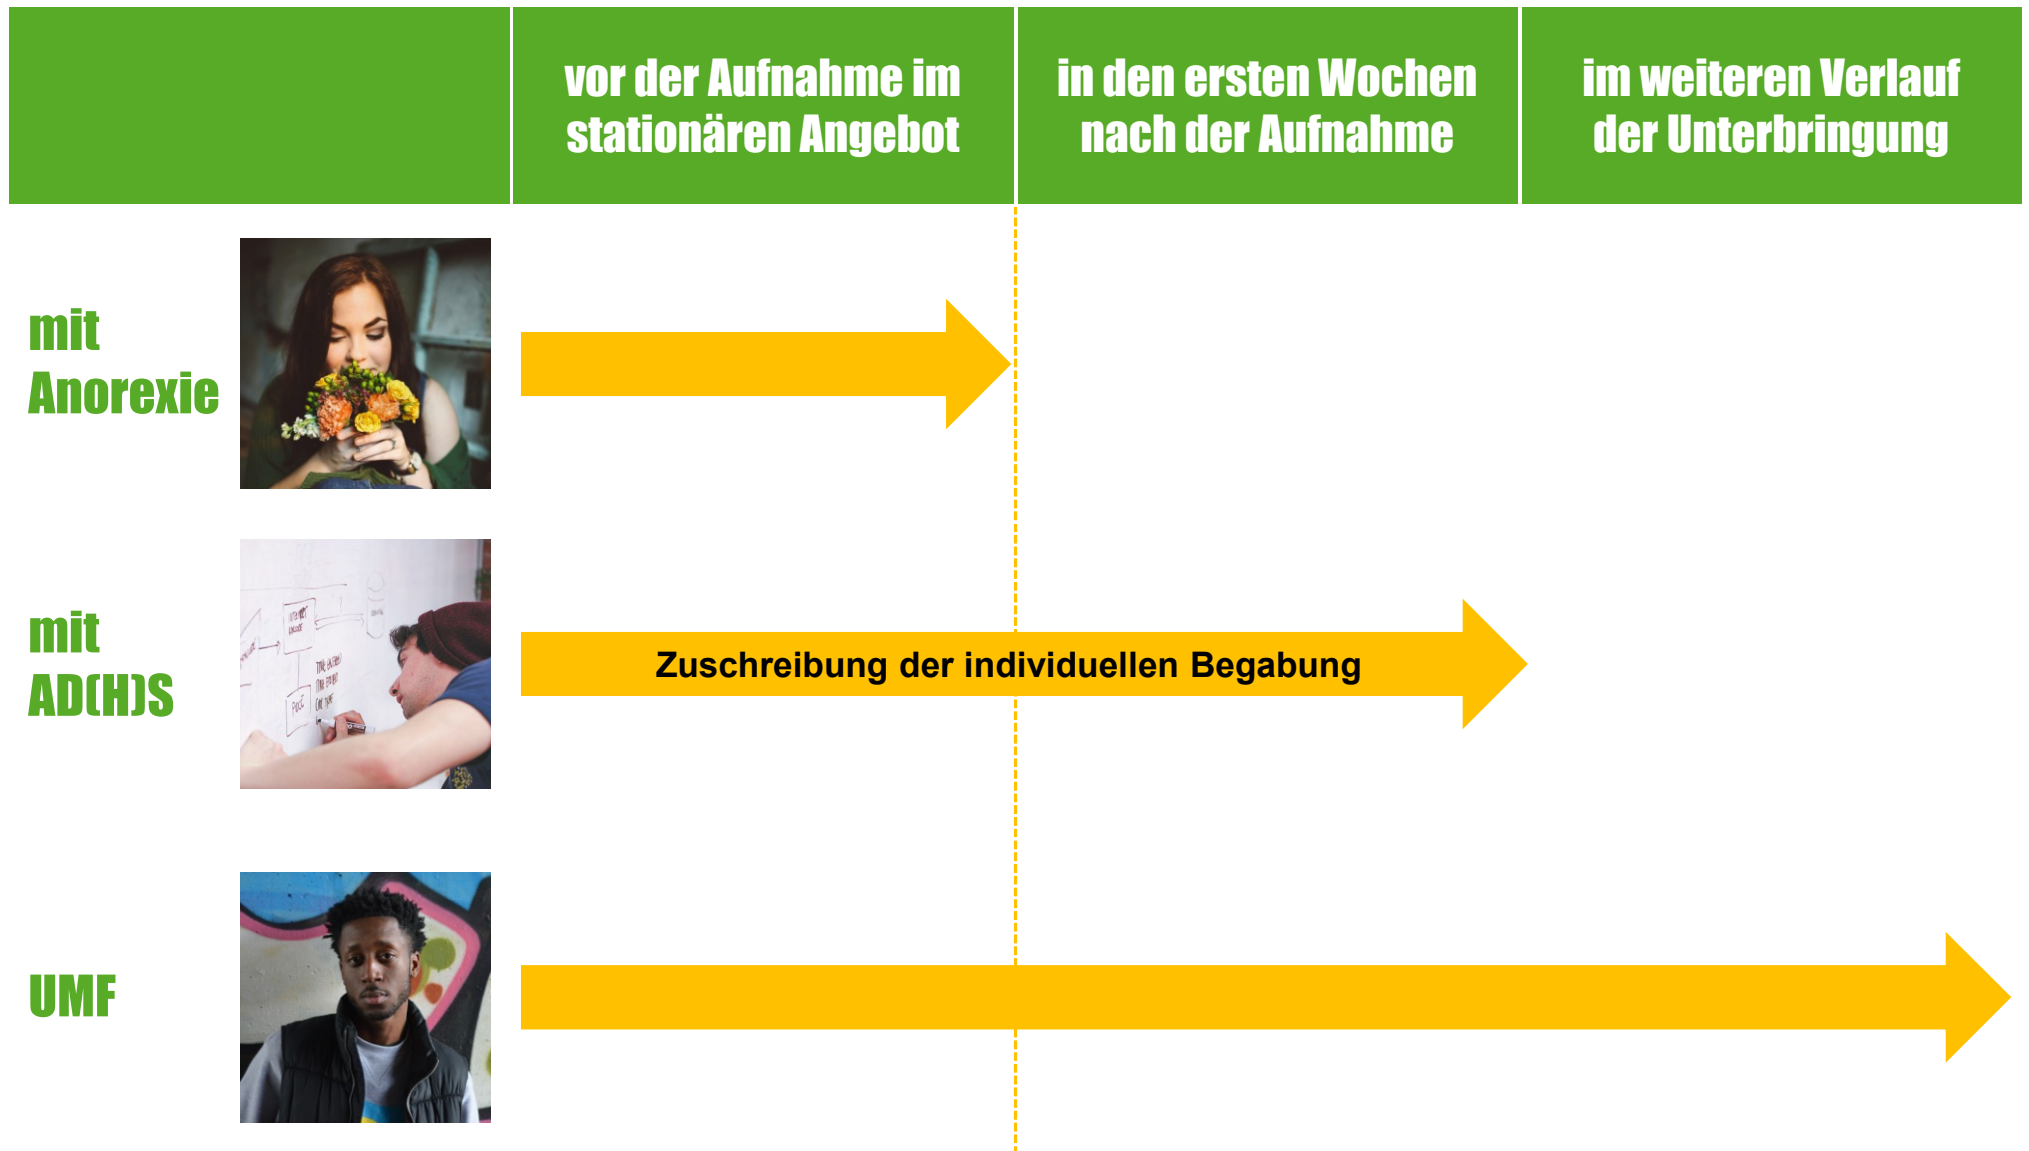 vor der Aufnahme im
stationären Angebot
in den ersten Wochen
nach der Aufnahme
im weiteren Verlauf
der Unterbringung
mit
Anorexie
mit
AD(H)S
Zuschreibung der individuellen Begabung
UMF